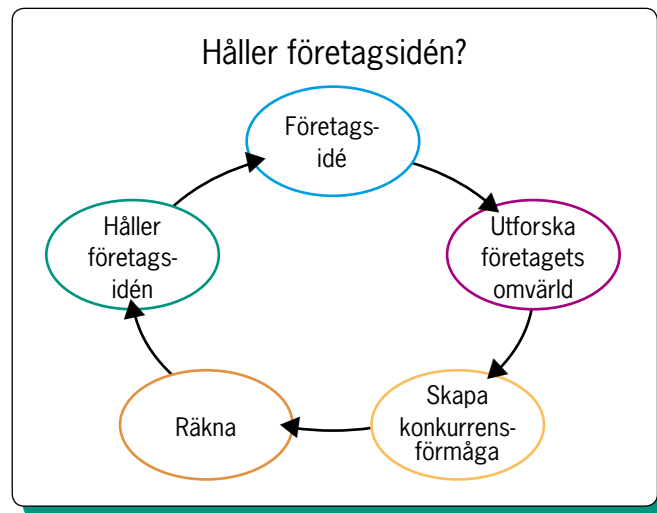 Håller företagsidén?
Företags-
idé
Utforska
företagets
omvärld
Skapa
konkurrens-
förmåga
Räkna
Håller
företags-
idén